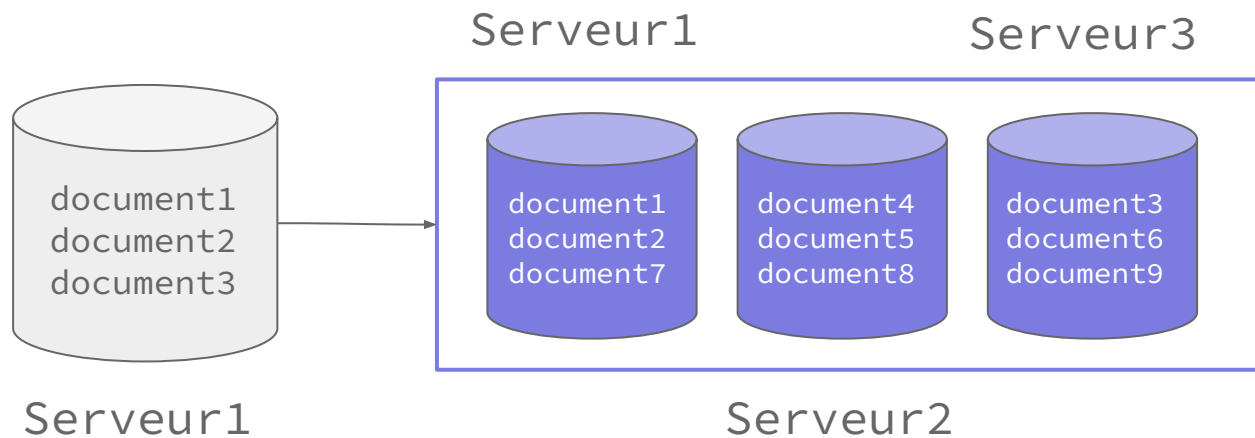 Serveur1
Serveur3
document1
document2
document3
document1
document2
document7
document4
document5
document8
document3
document6
document9
Serveur1
Serveur2